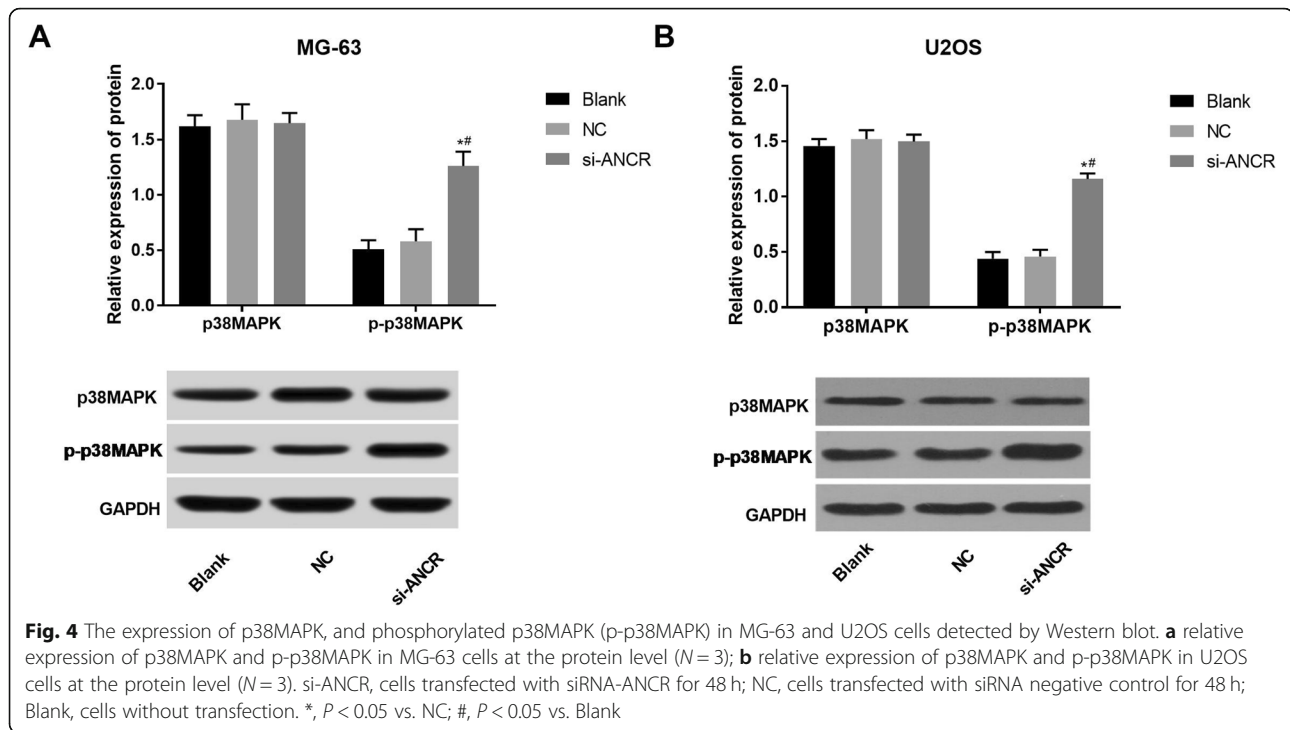 A
MG-63
Relative expression of protein
2.0
1.5
1.0
0.5
0.0
*#
p38MAPK
p-p38MAPK
Blank
NC
si-ANCR
p38MAPK
p-p38MAPK
GAPDH
Blank
NC
si-ANCR
B
U2OS
Relative expression of protein
2.0
1.5
1.0
0.5
0.0
*#
p38MAPK
p-p38MAPK
Blank
NC
si-ANCR
p38MAPK
p-p38MAPK
GAPDH
Blank
NC
si-ANCR
Fig. 4 The expression of p38MAPK, and phosphorylated p38MAPK (p-p38MAPK) in MG-63 and U2OS cells detected by Western blot. a relative
expression of p38MAPK and p-p38MAPK in MG-63 cells at the protein level (N = 3); b relative expression of p38MAPK and p-p38MAPK in U2OS
cells at the protein level (N = 3). si-ANCR, cells transfected with siRNA-ANCR for 48 h; NC, cells transfected with siRNA negative control for 48 h;
Blank, cells without transfection. *, P < 0.05 vs. NC; #, P < 0.05 vs. Blank